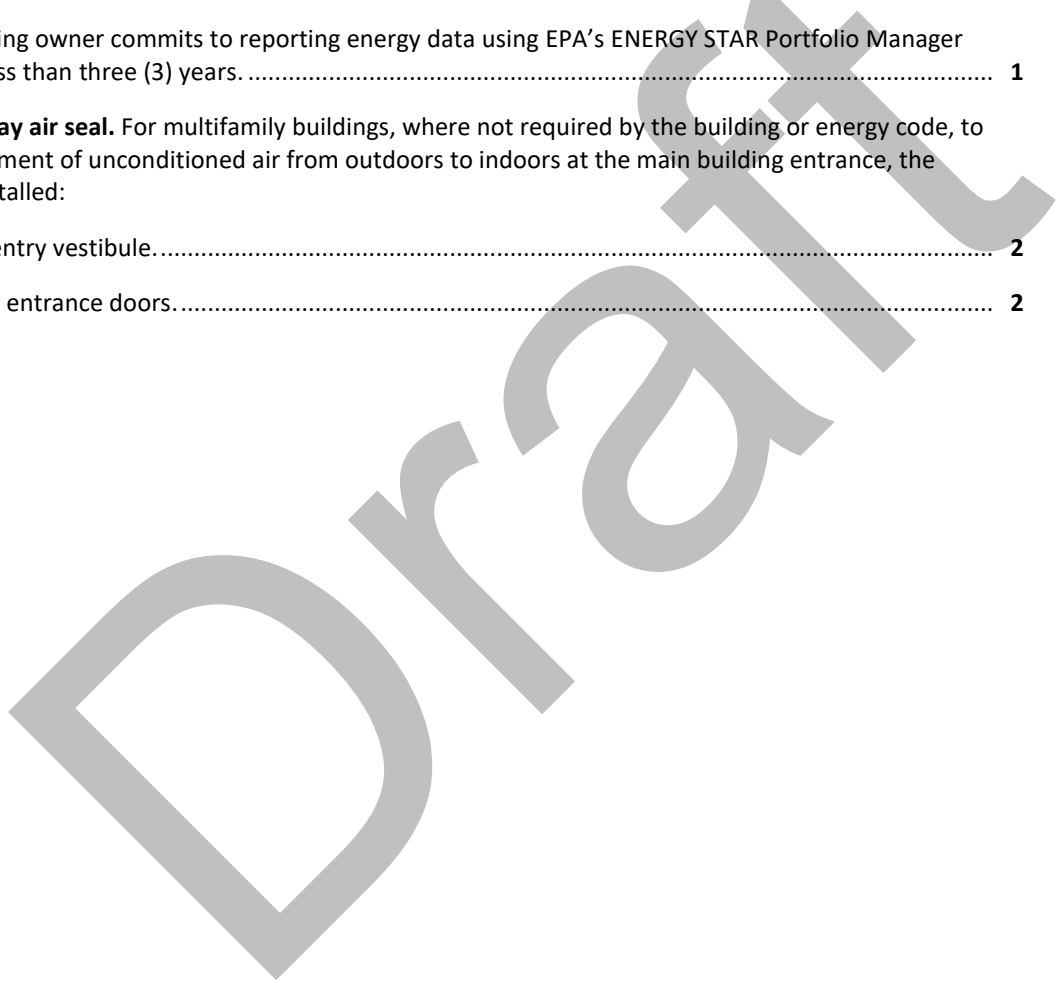 ing owner commits to reporting energy data using EPA’s ENERGY STAR Portfolio Manager
ss than three (3) years. ........................................................................................................................ 1
ay air seal. For multifamily buildings, where not required by the building or energy code, to
ment of unconditioned air from outdoors to indoors at the main building entrance, the
talled:
entry vestibule. ..................................................................................................................................... 2
entrance doors. .................................................................................................................................. 2
Draft